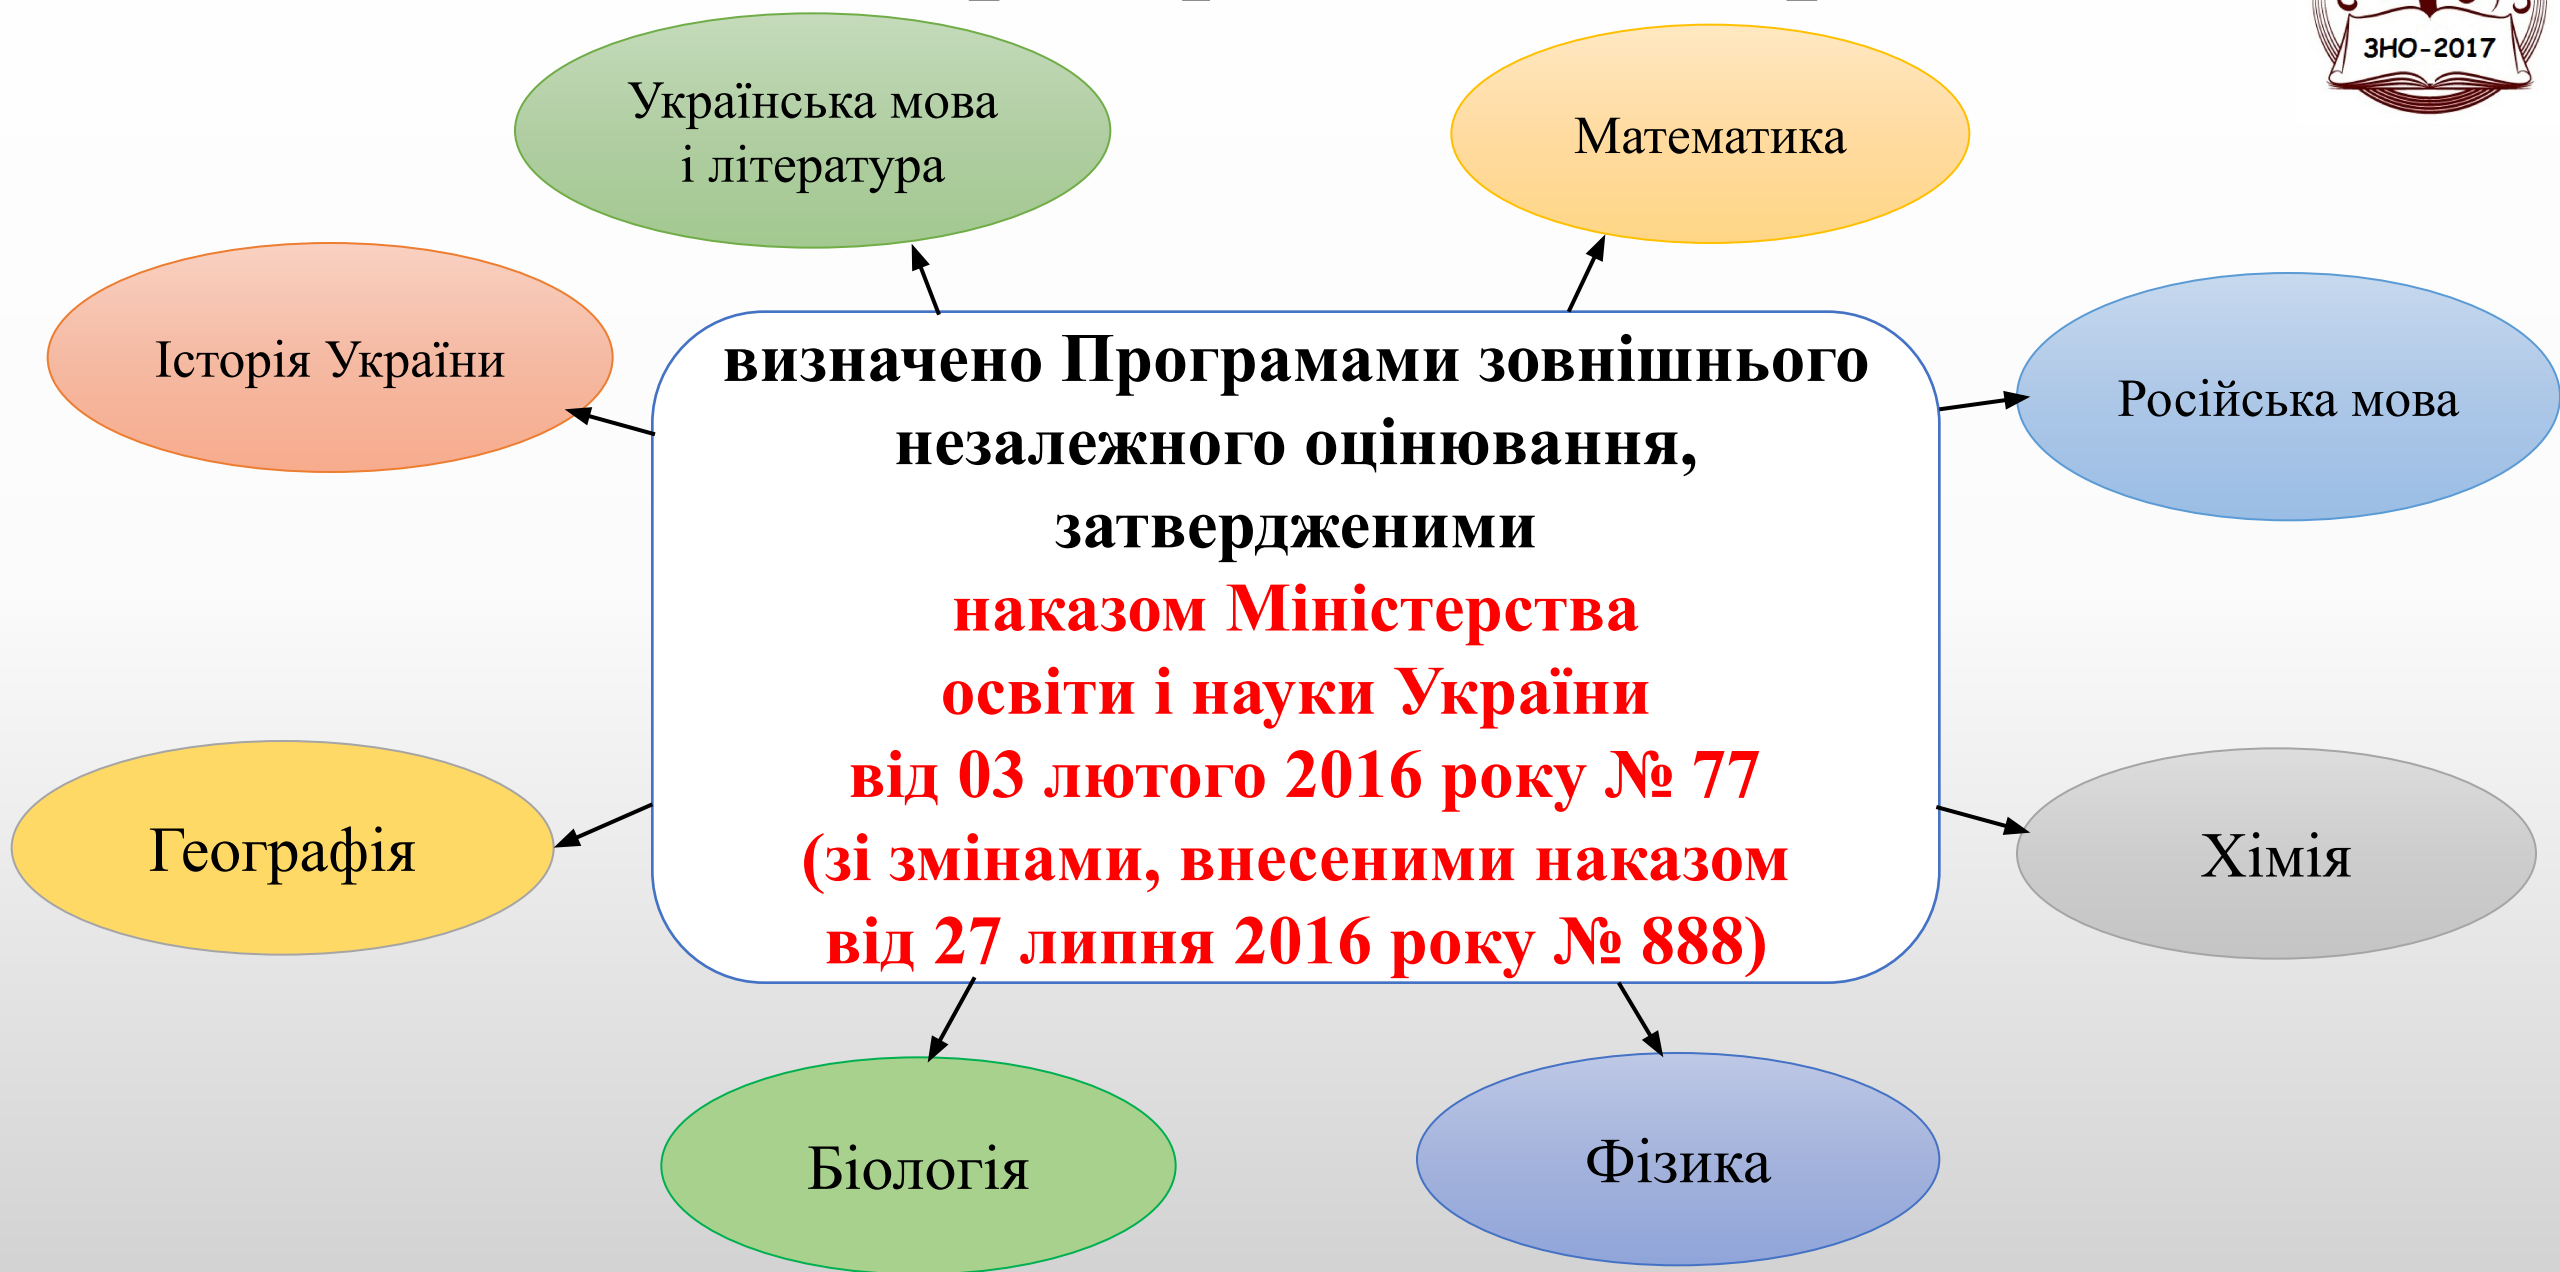 ЗНО-2017
Українська мова
і література
Математика
Історія України
Російська мова
визначено Програмами зовнішнього
незалежного оцінювання,
затвердженими
наказом Міністерства
освіти і науки України
від 03 лютого 2016 року № 77
(зі змінами, внесеними наказом
від 27 липня 2016 року № 888)
Географія
Хімія
Біологія
Фізика